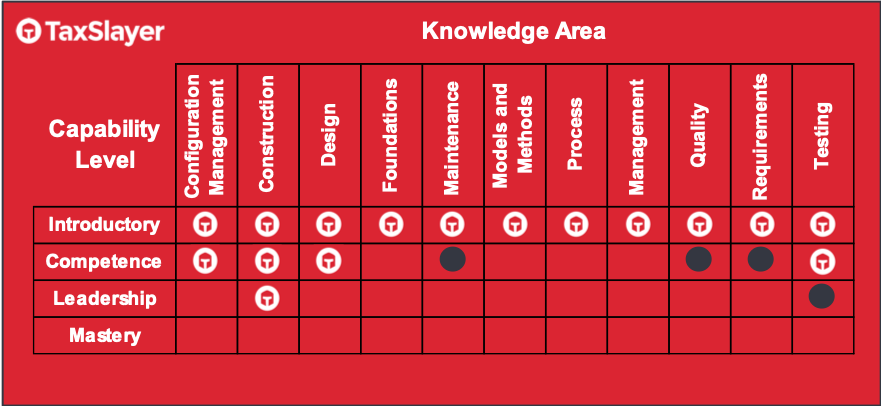 TaxSlayer
Knowledge Area
Capability
Level
Configuration
Management
Construction
Design
Foundations
Maintenance
Models and
Methods
Process
Management
Quality
Requirements
Testing
Introductory
Competence
Leadership
Mastery